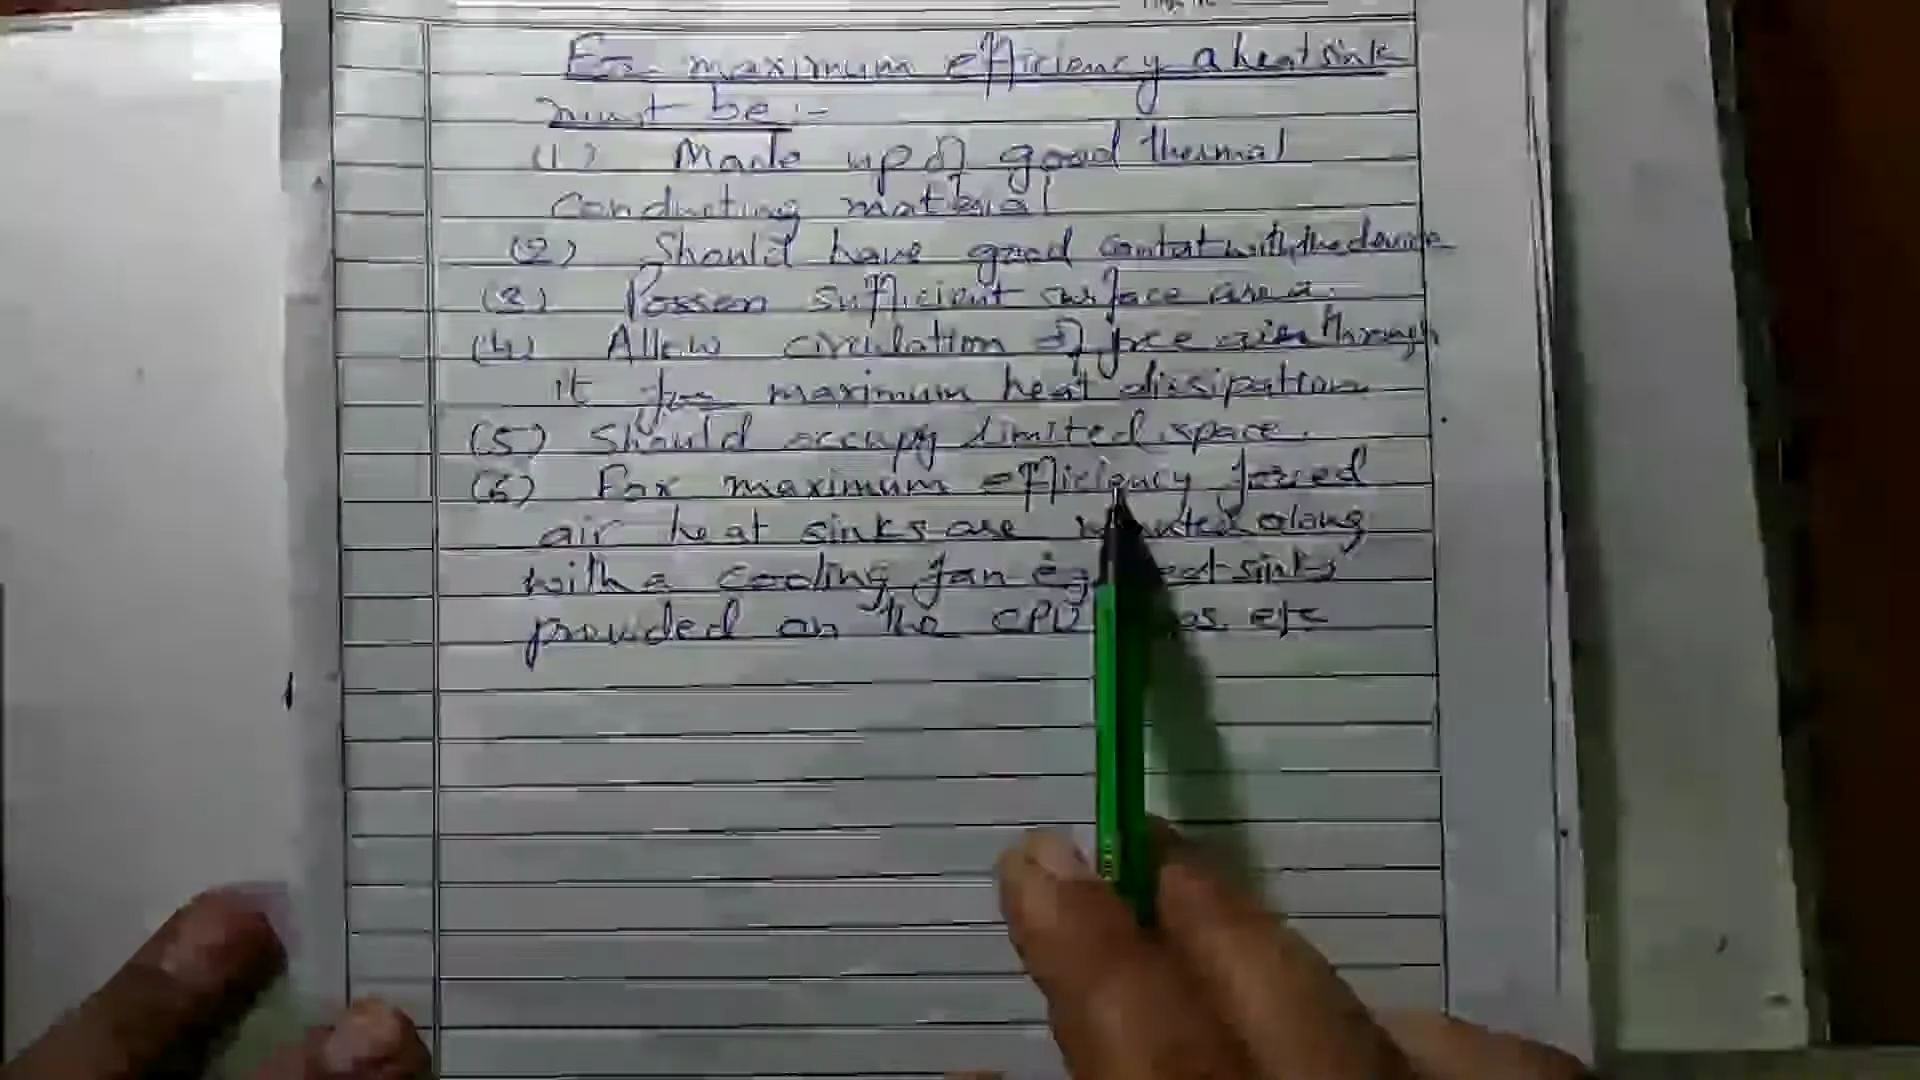 For maximum efficiency a heat sink
must be :-
(1) Made up of good thermal
conducting material
(2) Should have good contact with the device
(3) Possess sufficient surface area.
(4) Allow circulation of free air through
it for maximum heat dissipation
(5) Should occupy limited space.
(6) For maximum efficiency forced
air heat sinks are along
with a cooling fan eg sinks
provided on the CPU etc